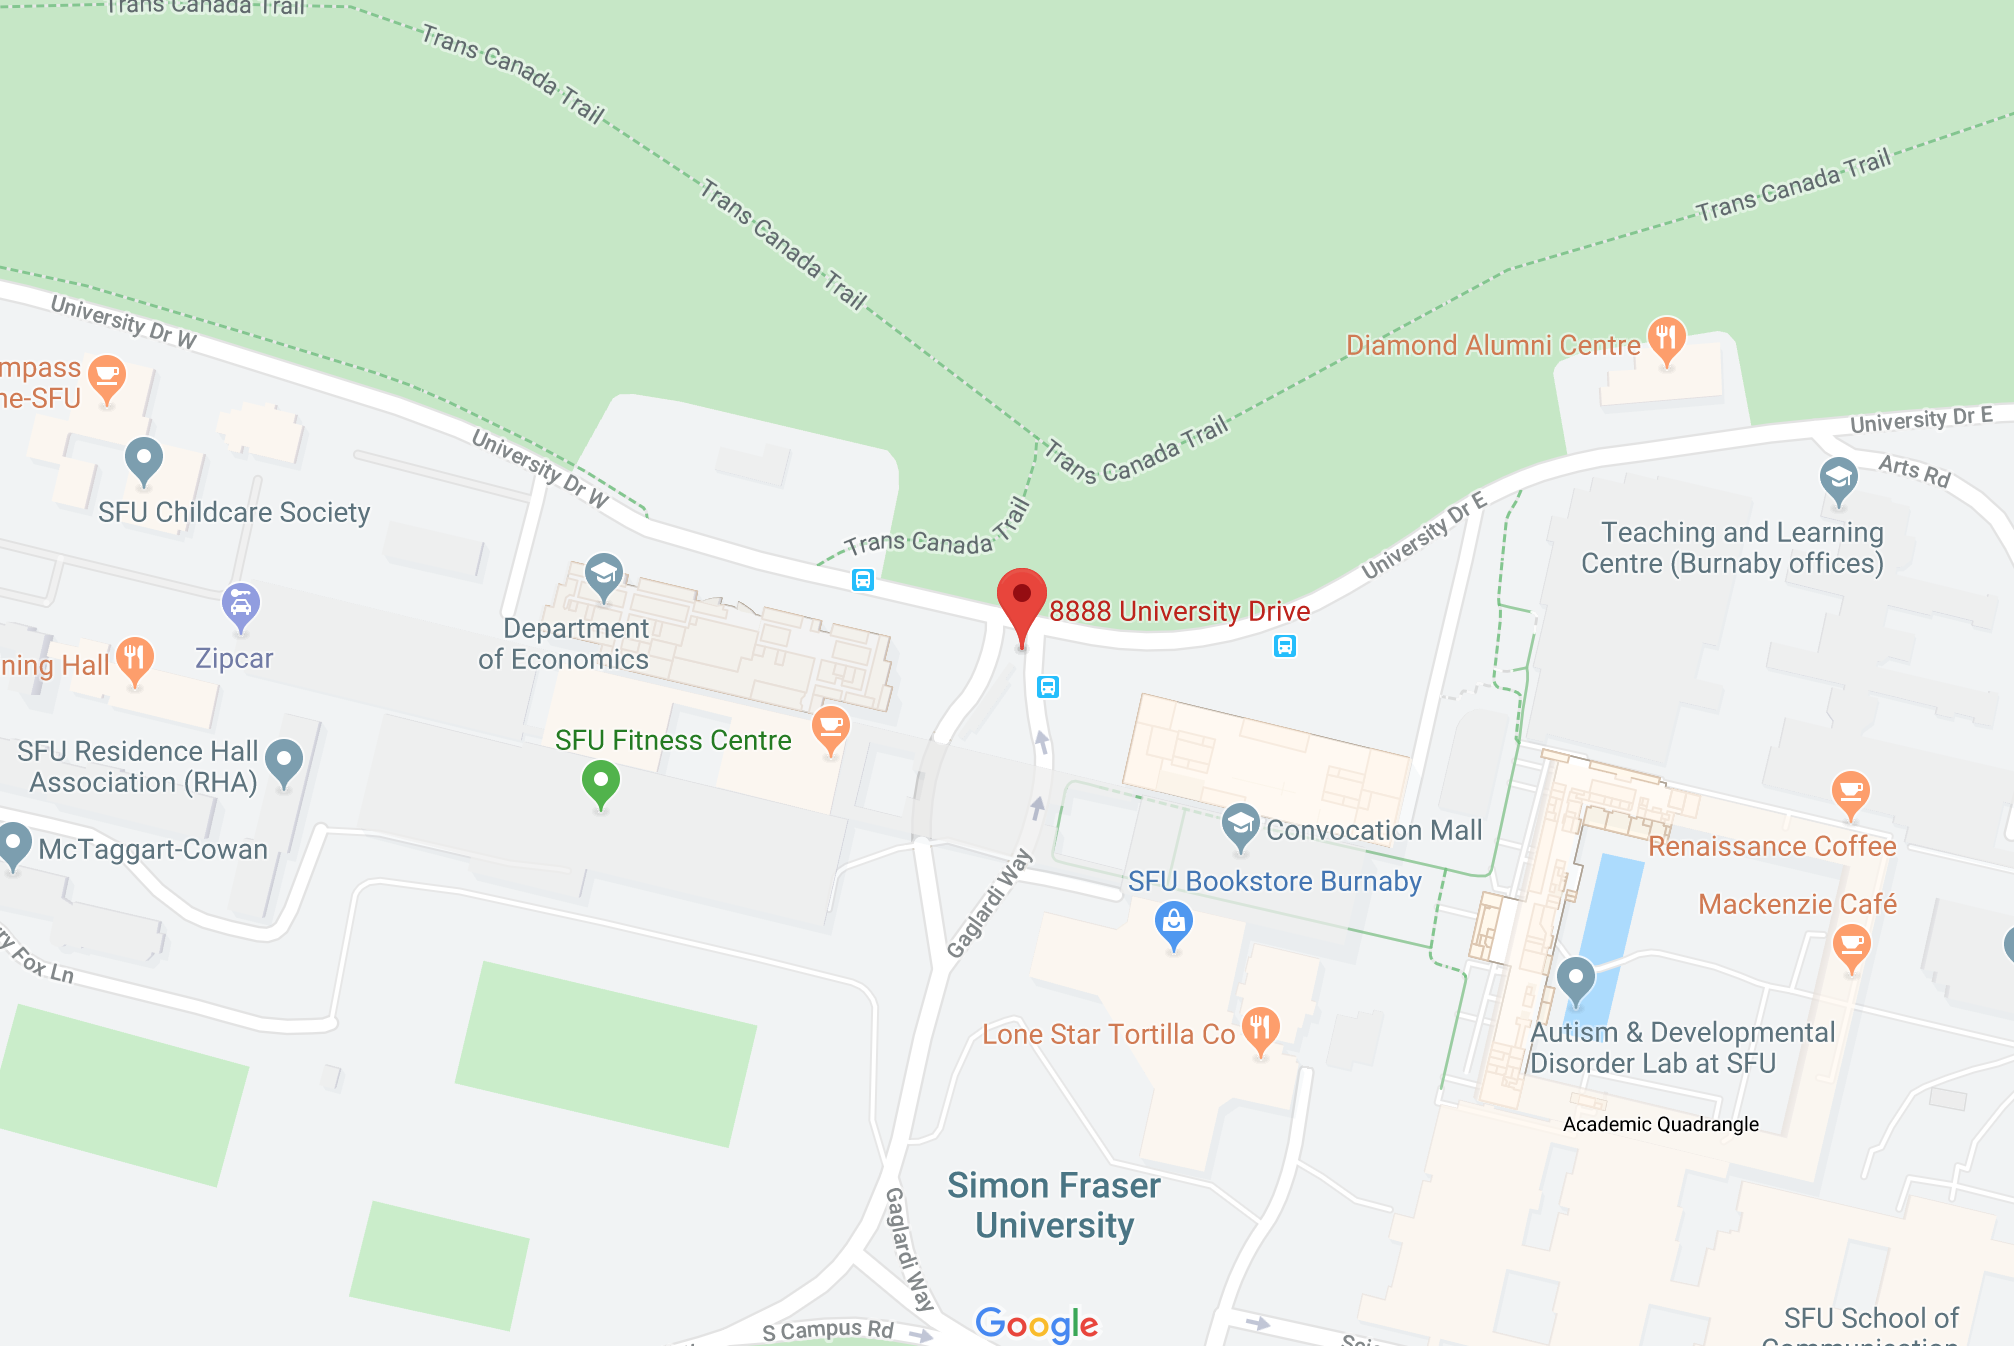 Trans Canada Trail
Trans Canada Trail
Trans Canada Trail
Trans Canada Trail
University Dr W
Diamond Alumni Centre
mpass
ne-SFU
University Dr E
Trans Canada Trail
University Dr W
Arts Rd
SFU Childcare Society
Trans Canada Trail
University Dr E
Teaching and Learning
Centre (Burnaby offices)
8888 University Drive
Department
of Economics
ning Hall
Zipcar
SFU Fitness Centre
SFU Residence Hall
Association (RHA)
Convocation Mall
McTaggart-Cowan
Renaissance Coffee
SFU Bookstore Burnaby
Gaglardi Way
Mackenzie Café
ry Fox Ln
Lone Star Tortilla Co
Autism & Developmental
Disorder Lab at SFU
Academic Quadrangle
Simon Fraser
University
Gaglardi Way
S Campus Rd
Google
SFU School of